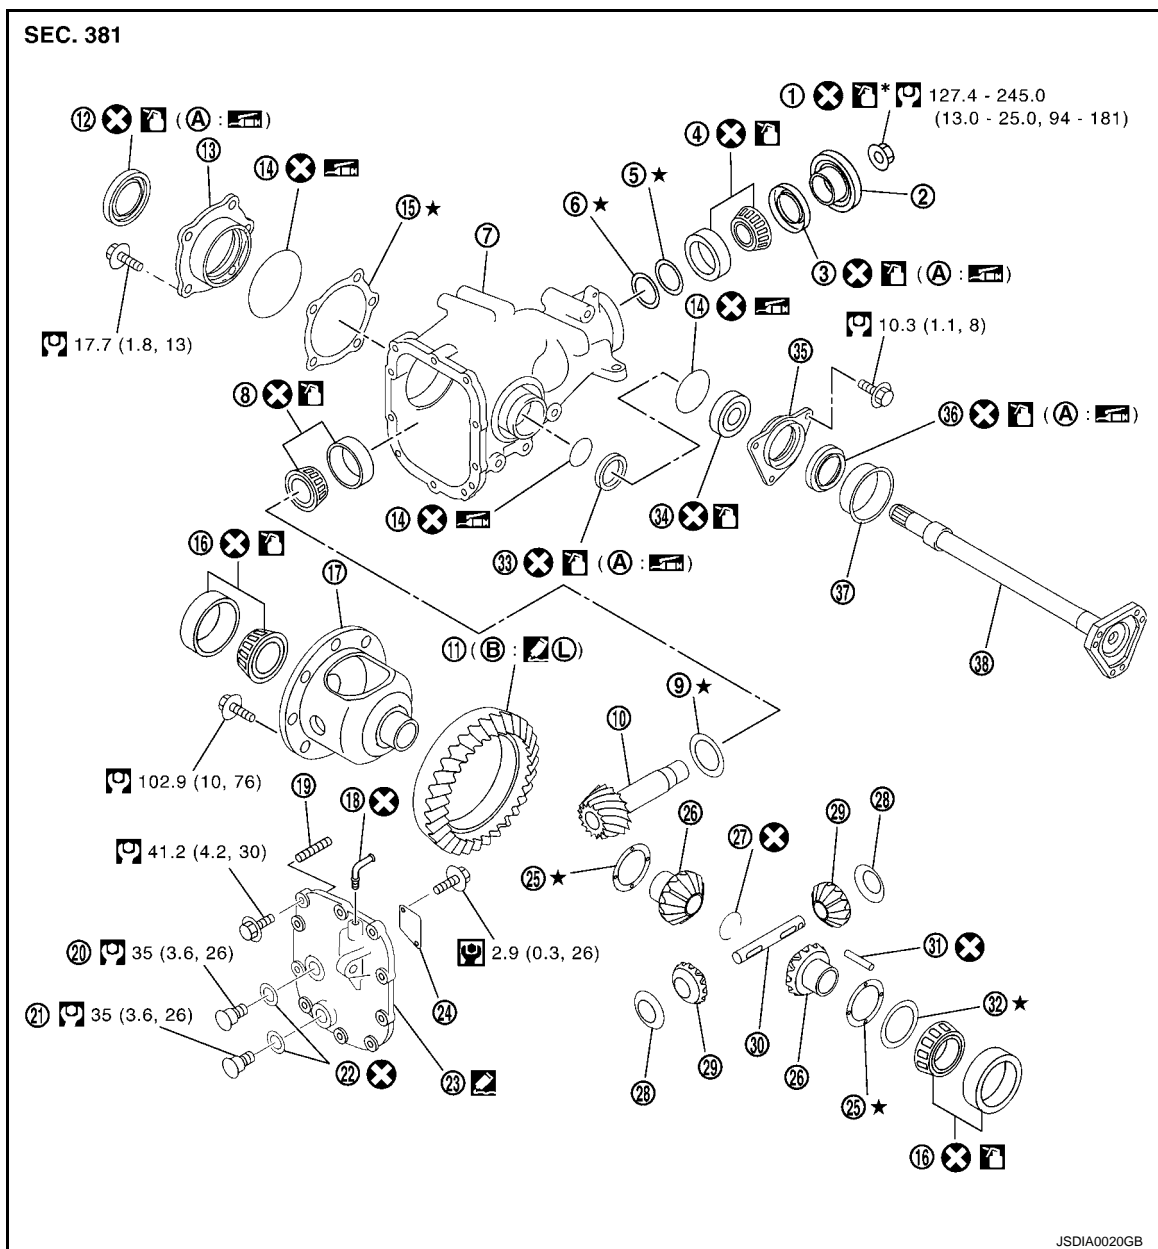 SEC. 381
1 * 127.4 - 245.0
(13.0 - 25.0, 94 - 181)
12 (A : )
4
13
14
5 ★
15 ★
6 ★
7
2
3 (A : )
14
10.3 (1.1, 8)
17.7 (1.8, 13)
35
8
36 (A : )
14
34
16
33 (A : )
17
37
11 (B : L)
38
9 ★
10
102.9 (10, 76)
19
18
26
27
29
28
41.2 (4.2, 30)
25 ★
20 35 (3.6, 26)
2.9 (0.3, 26)
31
21 35 (3.6, 26)
24
32 ★
22
23
28
29
30
26
25 ★
16
JSDIA0020GB